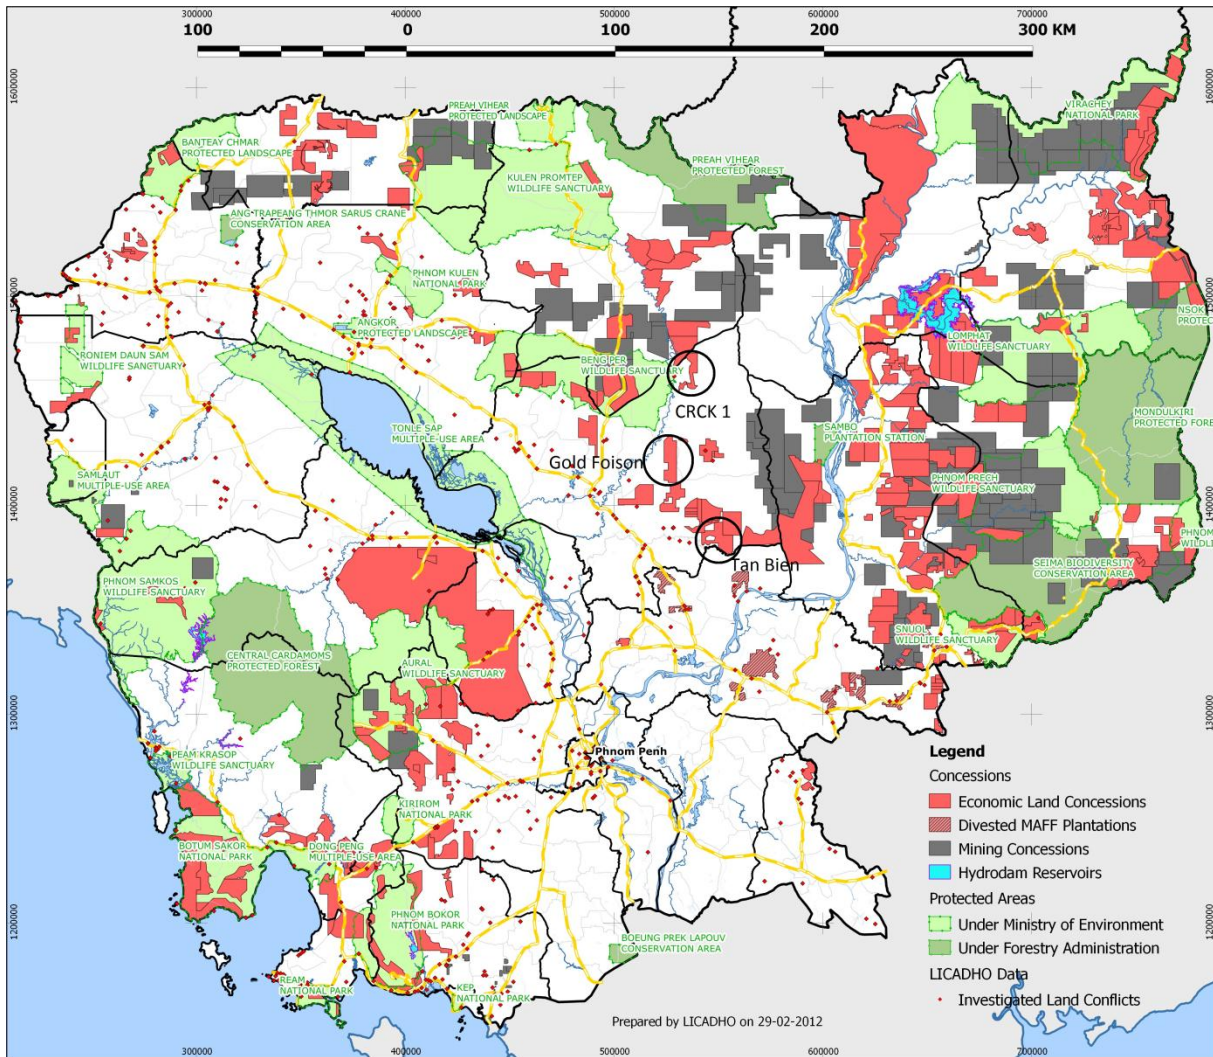 300000
400000
500000
600000
700000
100
0
100
200
300 KM
1600000
1600000
PREAH VIHEAR
PROTECTED LANDSCAPE
VIRACHEY
NATIONAL PARK
BANTEAY CHMAR
PROTECTED LANDSCAPE
PREAH VIHEAR
PROTECTED FOREST
KULEN PROMTEP
WILDLIFE SANCTUARY
ANG TRAPEANG THMOR SARUS CRANE
CONSERVATION AREA
PHNOM KULEN
NATIONAL PARK
1500000
1500000
NSOK
PROTEC
ANGKOR
PROTECTED LANDSCAPE
LOMPHAT
WILDLIFE SANCTUARY
RONIEM DAUN SAM
WILDLIFE SANCTUARY
BENG PER
WILDLIFE SANCTUARY
CRCK 1
MONDULKIRI
PROTECTED FORE
TONLE SAP
MULTIPLE-USE AREA
SAMBO
PLANTATION STATION
Gold Foison
SAMLAUT
MULTIPLE-USE AREA
PHNOM PRECH
WILDLIFE SANCTUARY
1400000
1400000
PHNOM
WILDLI
Tan Bien
SEIMA BIODIVERSITY
CONSERVATION AREA
PHNOM SAMKOS
WILDLIFE SANCTUARY
SNUOL
WILDLIFE SANCTUARY
CENTRAL CARDAMOMS
PROTECTED FOREST
AURAL
WILDLIFE SANCTUARY
1300000
1300000
PEAM KRASOP
WILDLIFE SANCTUARY
Phnom Penh
KIRIROM
NATIONAL PARK
BOTUM SAKOR
NATIONAL PARK
DONG PENG
MULTIPLE-USE AREA
PHNOM BOKOR
NATIONAL PARK
1200000
1200000
BOEUNG PREK LAPOUV
CONSERVATION AREA
REAM
NATIONAL PARK
KEP
NATIONAL PARK
Legend
Concessions
Economic Land Concessions
Divested MAFF Plantations
Mining Concessions
Hydrodam Reservoirs
Protected Areas
Under Ministry of Environment
Under Forestry Administration
LICADHO Data
Investigated Land Conflicts
Prepared by LICADHO on 29-02-2012
300000
400000
500000
600000
700000